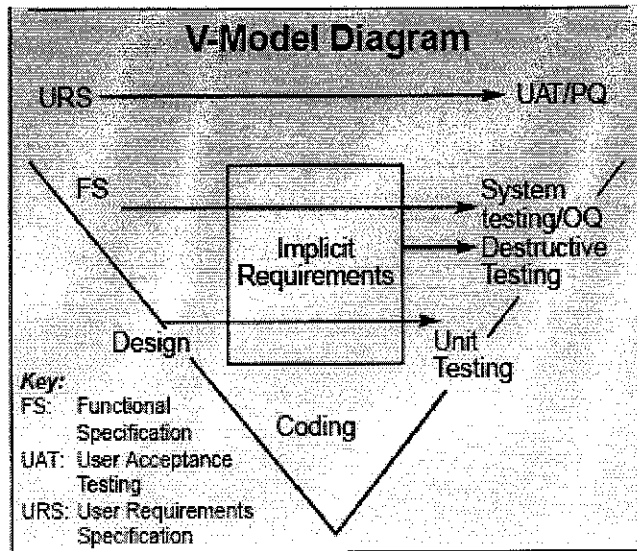 V-Model Diagram
URS
UAT/PQ
FS
System
testing/OQ
Implicit
Requirements
Destructive
Testing
Design
Unit
Testing
Coding
Key:
FS: Functional
Specification
UAT: User Acceptance
Testing
URS: User Requirements
Specification